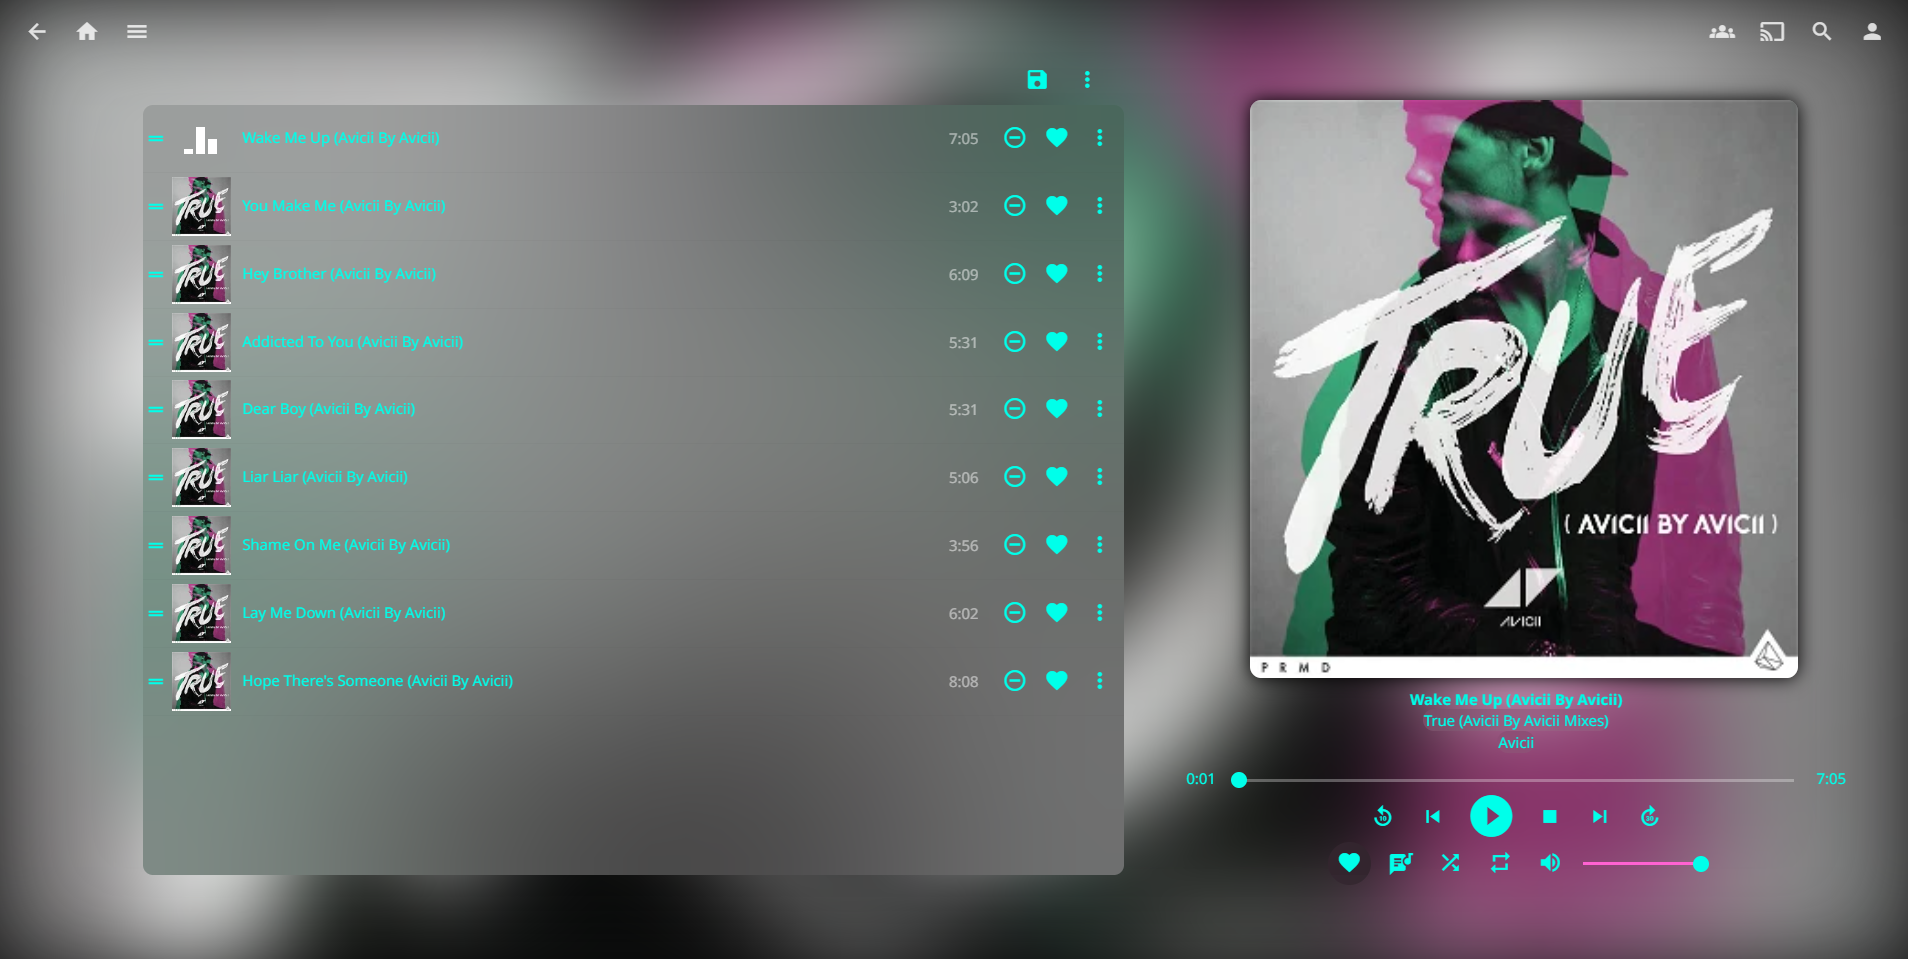 Wake Me Up (Avicii By Avicii) 7:05
You Make Me (Avicii By Avicii) 3:02
Hey Brother (Avicii By Avicii) 6:09
Addicted To You (Avicii By Avicii) 5:31
Dear Boy (Avicii By Avicii) 5:31
Liar Liar (Avicii By Avicii) 5:06
Shame On Me (Avicii By Avicii) 3:56
Lay Me Down (Avicii By Avicii) 6:02
Hope There's Someone (Avicii By Avicii) 8:08
TRUE
( AVICII BY AVICII )
AVICII
PRMD
Wake Me Up (Avicii By Avicii)
True (Avicii By Avicii Mixes)
Avicii
0:01 7:05
10 30